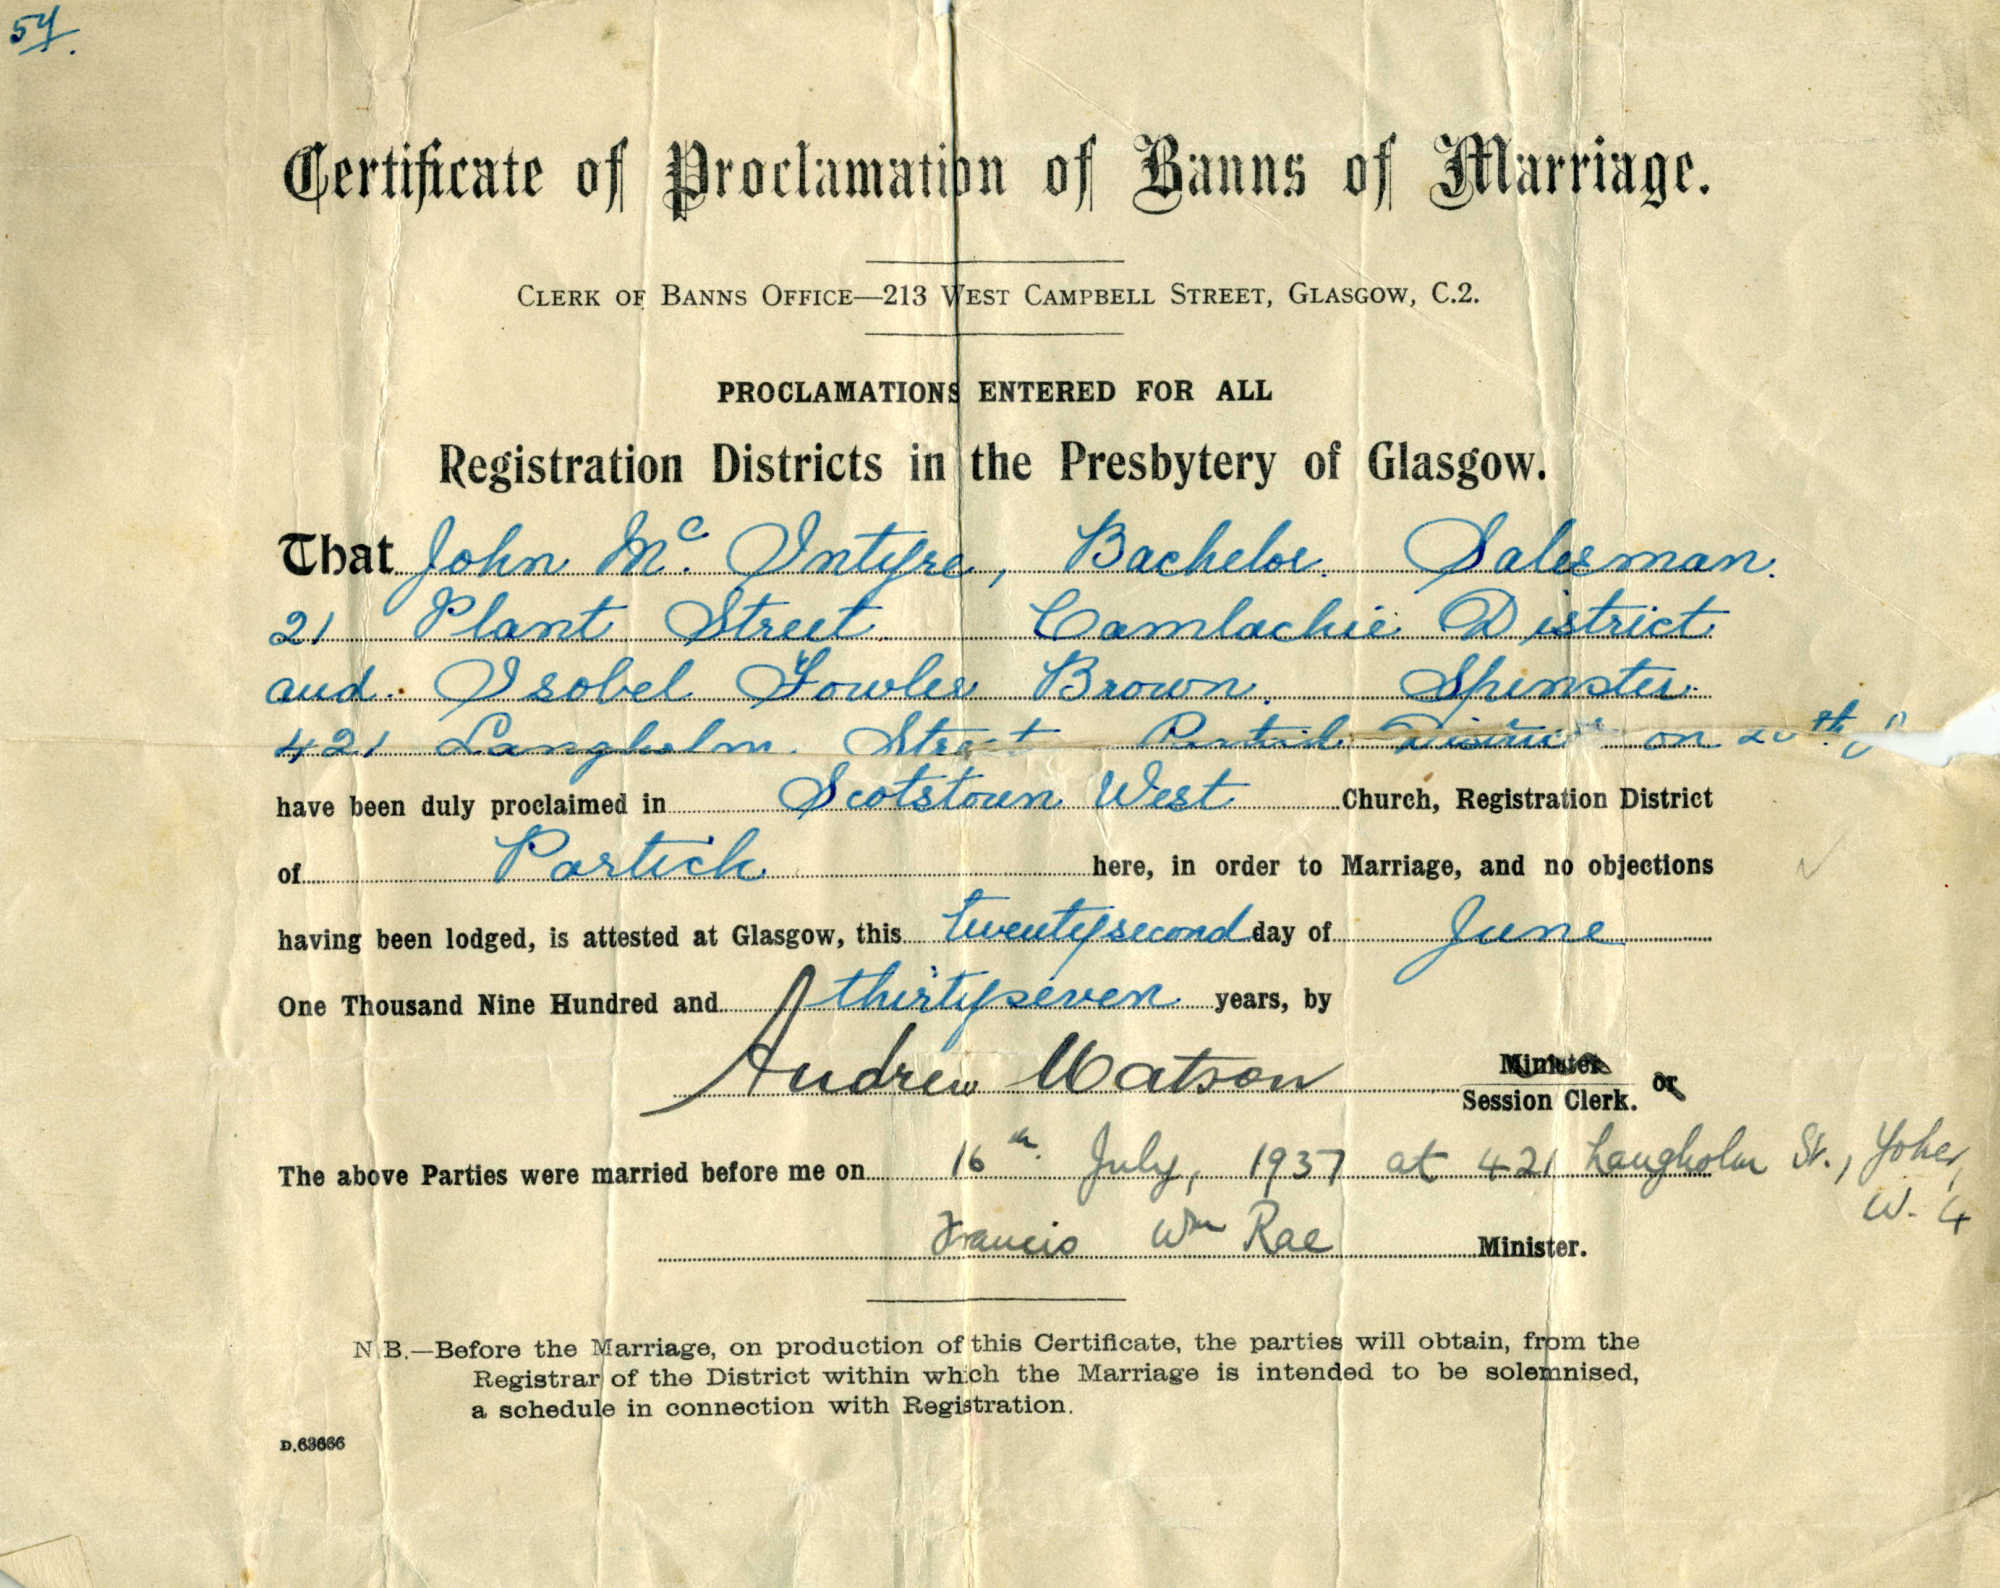 54.
Certificate of Proclamation of Banns of Marriage.
CLERK OF BANNS OFFICE—213 WEST CAMPBELL STREET, GLASGOW, C.2.
PROCLAMATIONS ENTERED FOR ALL
Registration Districts in the Presbytery of Glasgow.
That John Mc. Intyre, Bachelor. Salesman.
21 Plant Street. Camlachie District
and. Isobel Fowler Brown. Spinster.
421 Langholm. Street Partick District on 20th
have been duly proclaimed in Scotstoun West Church, Registration District
of Partick here, in order to Marriage, and no objections
having been lodged, is attested at Glasgow, this twentysecond day of June
One Thousand Nine Hundred and thirtyseven years, by
Andrew Watson Minister or
Session Clerk.
The above Parties were married before me on 16th. July, 1937 at 421 Langholm St., Yoker,
W. 4
Francis Wm Rae Minister.
N.B.—Before the Marriage, on production of this Certificate, the parties will obtain, from the
Registrar of the District within which the Marriage is intended to be solemnised,
a schedule in connection with Registration.
D.63666